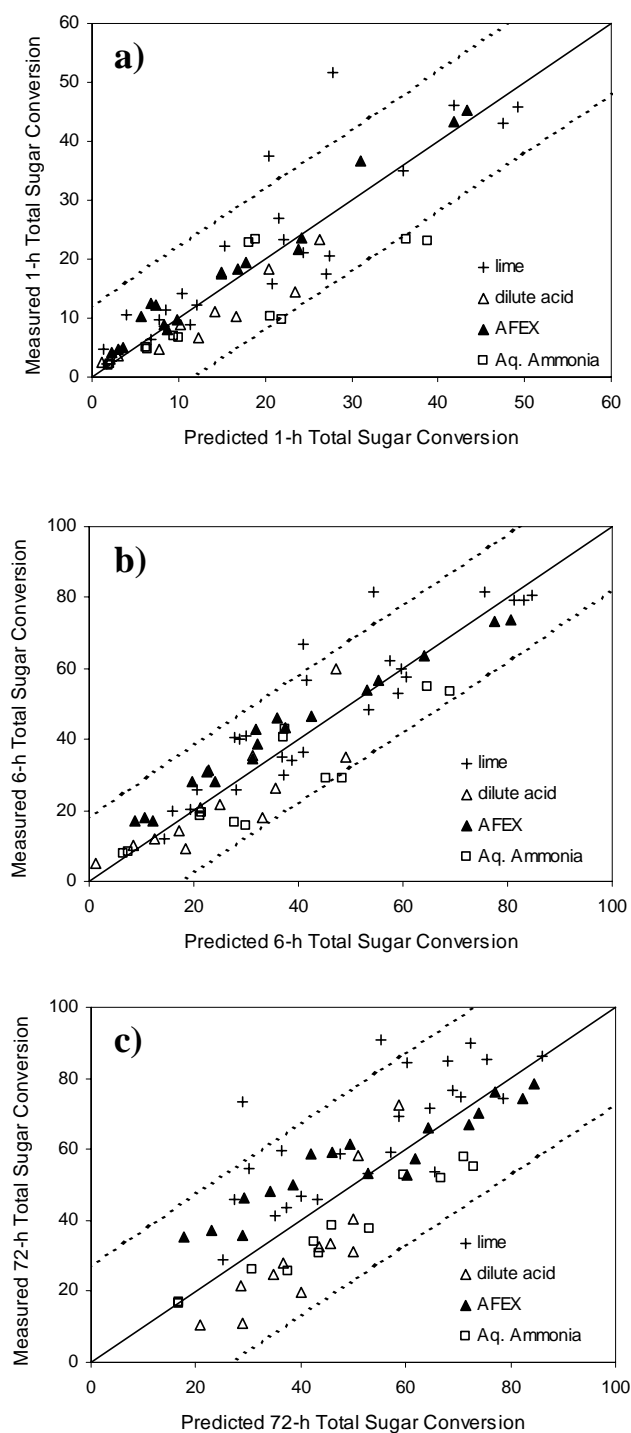 a)
Measured 1-h Total Sugar Conversion
60
50
40
30
20
10
0
lime
dilute acid
AFEX
Aq. Ammonia
0 10 20 30 40 50 60
Predicted 1-h Total Sugar Conversion
b)
Measured 6-h Total Sugar Conversion
100
80
60
40
20
0
lime
dilute acid
AFEX
Aq. Ammonia
0 20 40 60 80 100
Predicted 6-h Total Sugar Conversion
c)
Measured 72-h Total Sugar Conversion
100
80
60
40
20
0
lime
dilute acid
AFEX
Aq. Ammonia
0 20 40 60 80 100
Predicted 72-h Total Sugar Conversion